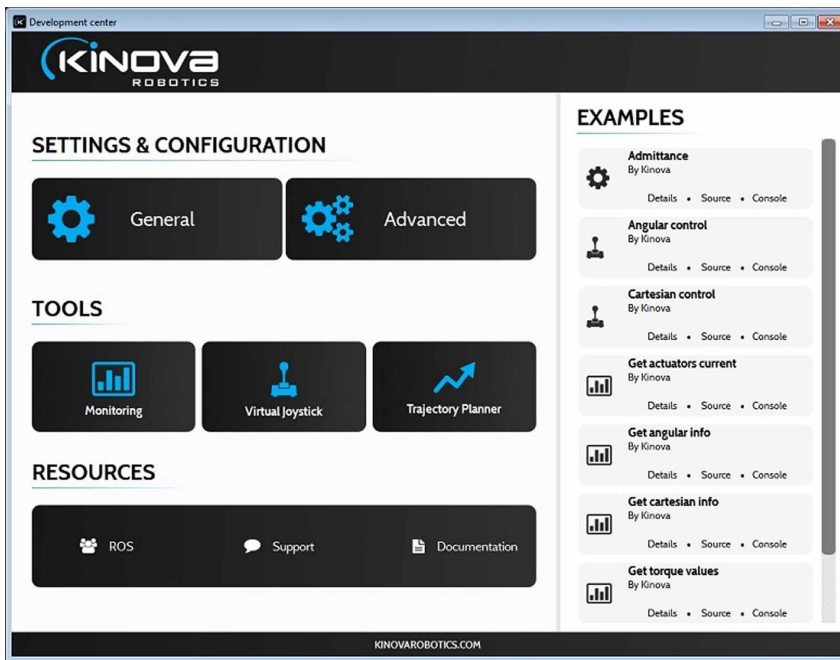 Development center
KINOVA
ROBOTICS
SETTINGS & CONFIGURATION
General
Advanced
TOOLS
Monitoring
Virtual Joystick
Trajectory Planner
RESOURCES
ROS
Support
Documentation
EXAMPLES
Admittance
By Kinova
Details • Source • Console
Angular control
By Kinova
Details • Source • Console
Cartesian control
By Kinova
Details • Source • Console
Get actuators current
By Kinova
Details • Source • Console
Get angular info
By Kinova
Details • Source • Console
Get cartesian info
By Kinova
Details • Source • Console
Get torque values
By Kinova
Details • Source • Console
KINOVAROBOTICS.COM